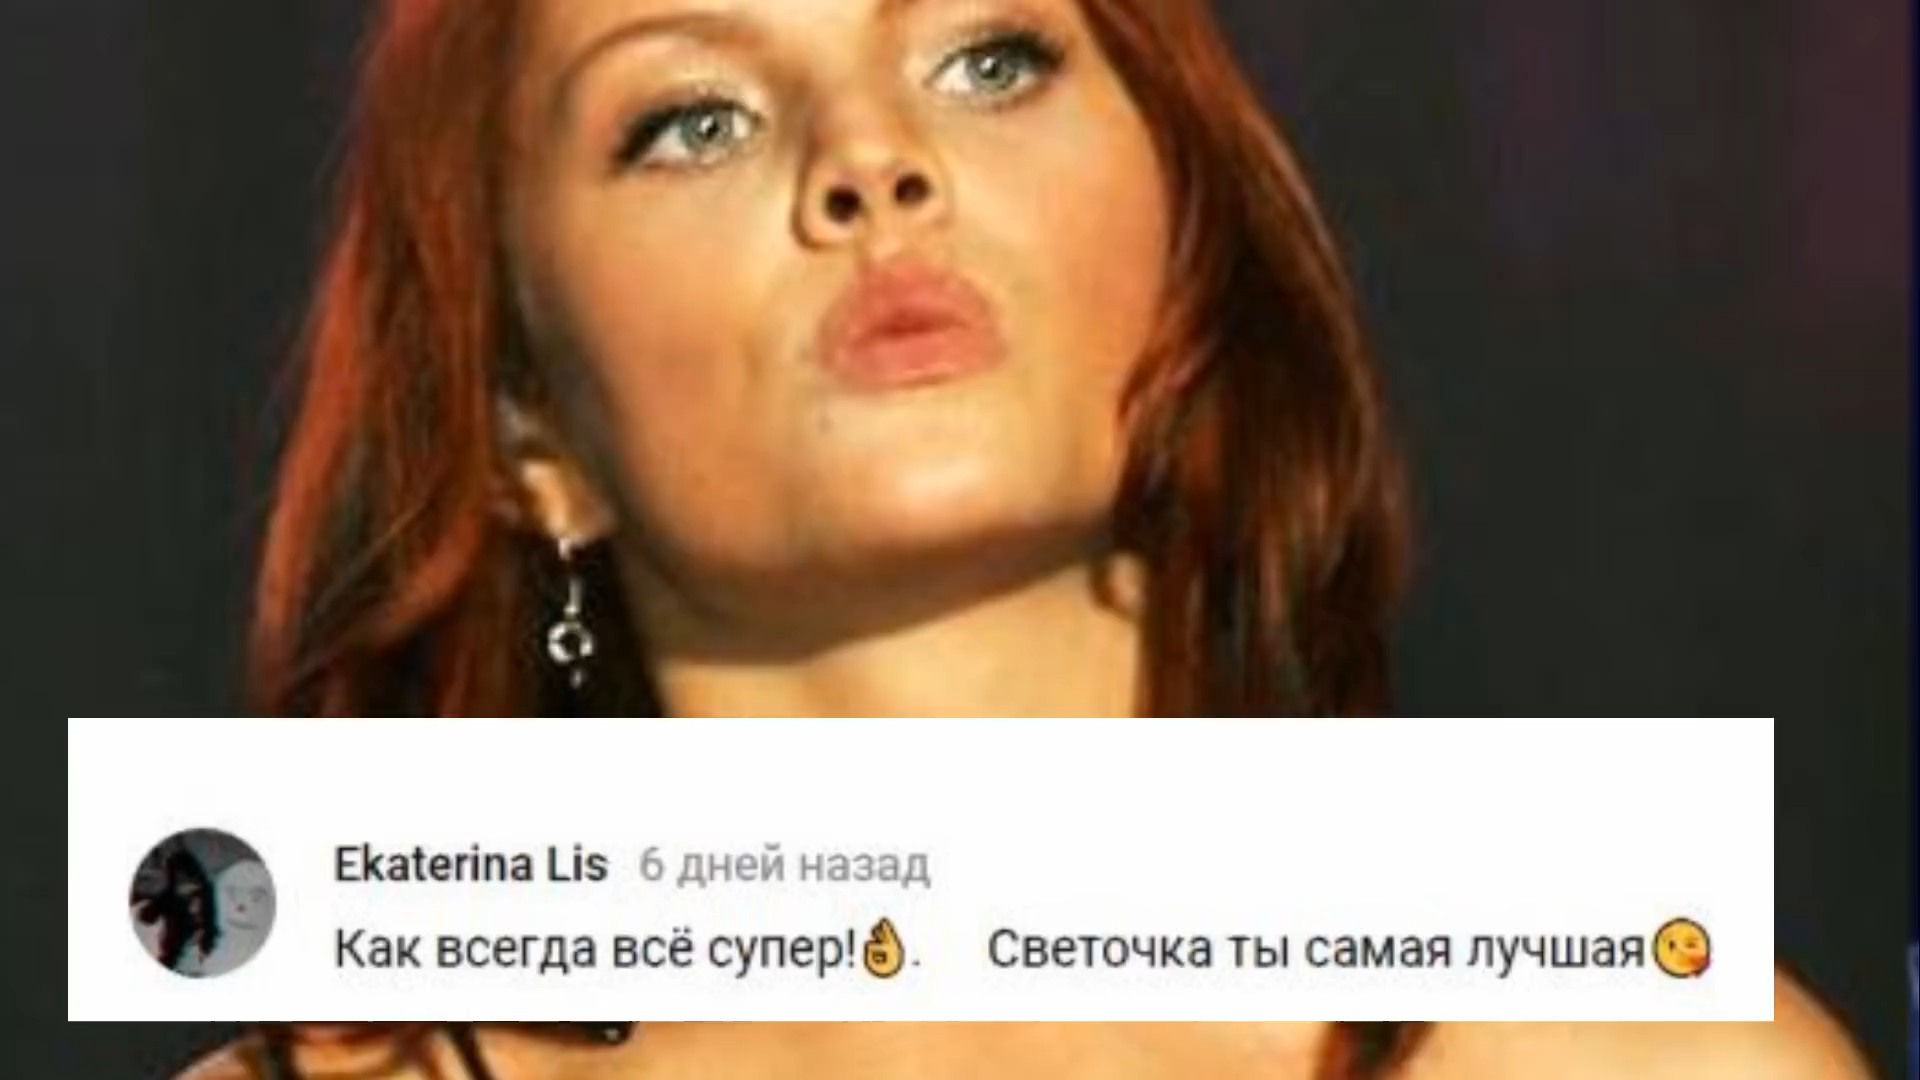 Ekaterina Lis 6 дней назад
Как всегда всё супер!👌. Светочка ты самая лучшая😘